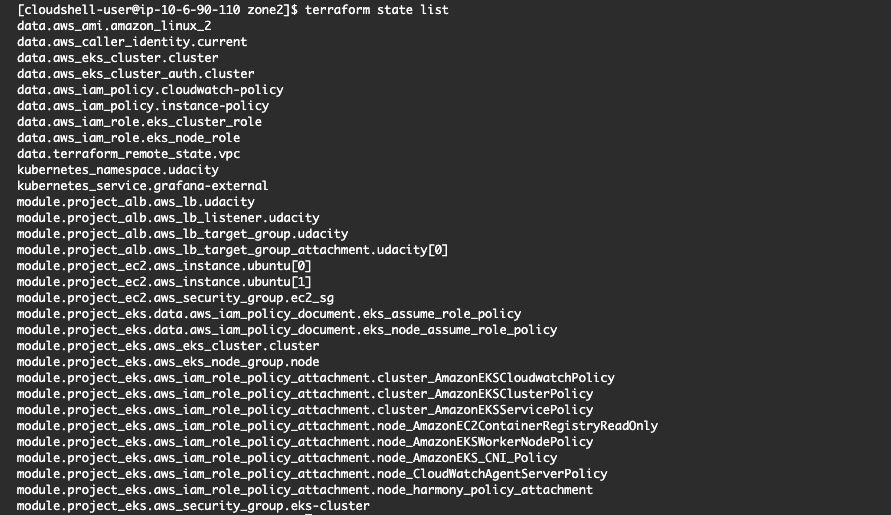 [cloudshell-user@ip-10-6-90-110 zone2]$ terraform state list
data.aws_ami.amazon_linux_2
data.aws_caller_identity.current
data.aws_eks_cluster.cluster
data.aws_eks_cluster_auth.cluster
data.aws_iam_policy.cloudwatch-policy
data.aws_iam_policy.instance-policy
data.aws_iam_role.eks_cluster_role
data.aws_iam_role.eks_node_role
data.terraform_remote_state.vpc
kubernetes_namespace.udacity
kubernetes_service.grafana-external
module.project_alb.aws_lb.udacity
module.project_alb.aws_lb_listener.udacity
module.project_alb.aws_lb_target_group.udacity
module.project_alb.aws_lb_target_group_attachment.udacity[0]
module.project_ec2.aws_instance.ubuntu[0]
module.project_ec2.aws_instance.ubuntu[1]
module.project_ec2.aws_security_group.ec2_sg
module.project_eks.data.aws_iam_policy_document.eks_assume_role_policy
module.project_eks.data.aws_iam_policy_document.eks_node_assume_role_policy
module.project_eks.aws_eks_cluster.cluster
module.project_eks.aws_eks_node_group.node
module.project_eks.aws_iam_role_policy_attachment.cluster_AmazonEKSCloudwatchPolicy
module.project_eks.aws_iam_role_policy_attachment.cluster_AmazonEKSClusterPolicy
module.project_eks.aws_iam_role_policy_attachment.cluster_AmazonEKSServicePolicy
module.project_eks.aws_iam_role_policy_attachment.node_AmazonEC2ContainerRegistryReadOnly
module.project_eks.aws_iam_role_policy_attachment.node_AmazonEKSWorkerNodePolicy
module.project_eks.aws_iam_role_policy_attachment.node_AmazonEKS_CNI_Policy
module.project_eks.aws_iam_role_policy_attachment.node_CloudWatchAgentServerPolicy
module.project_eks.aws_iam_role_policy_attachment.node_harmony_policy_attachment
module.project_eks.aws_security_group.eks-cluster